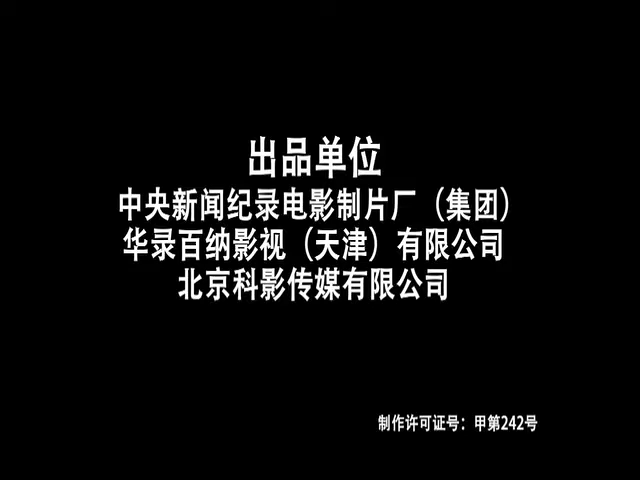 出品单位
中央新闻纪录电影制片厂（集团）
华录百纳影视（天津）有限公司
北京科影传媒有限公司
制作许可证号：甲第242号